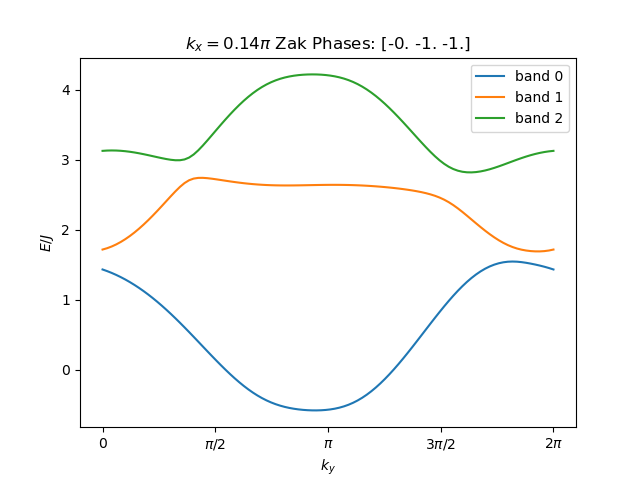 k_x = 0.14π Zak Phases: [-0. -1. -1.]
band 0
band 1
band 2
E/J
4
3
2
1
0
0
π/2
π
3π/2
2π
k_y